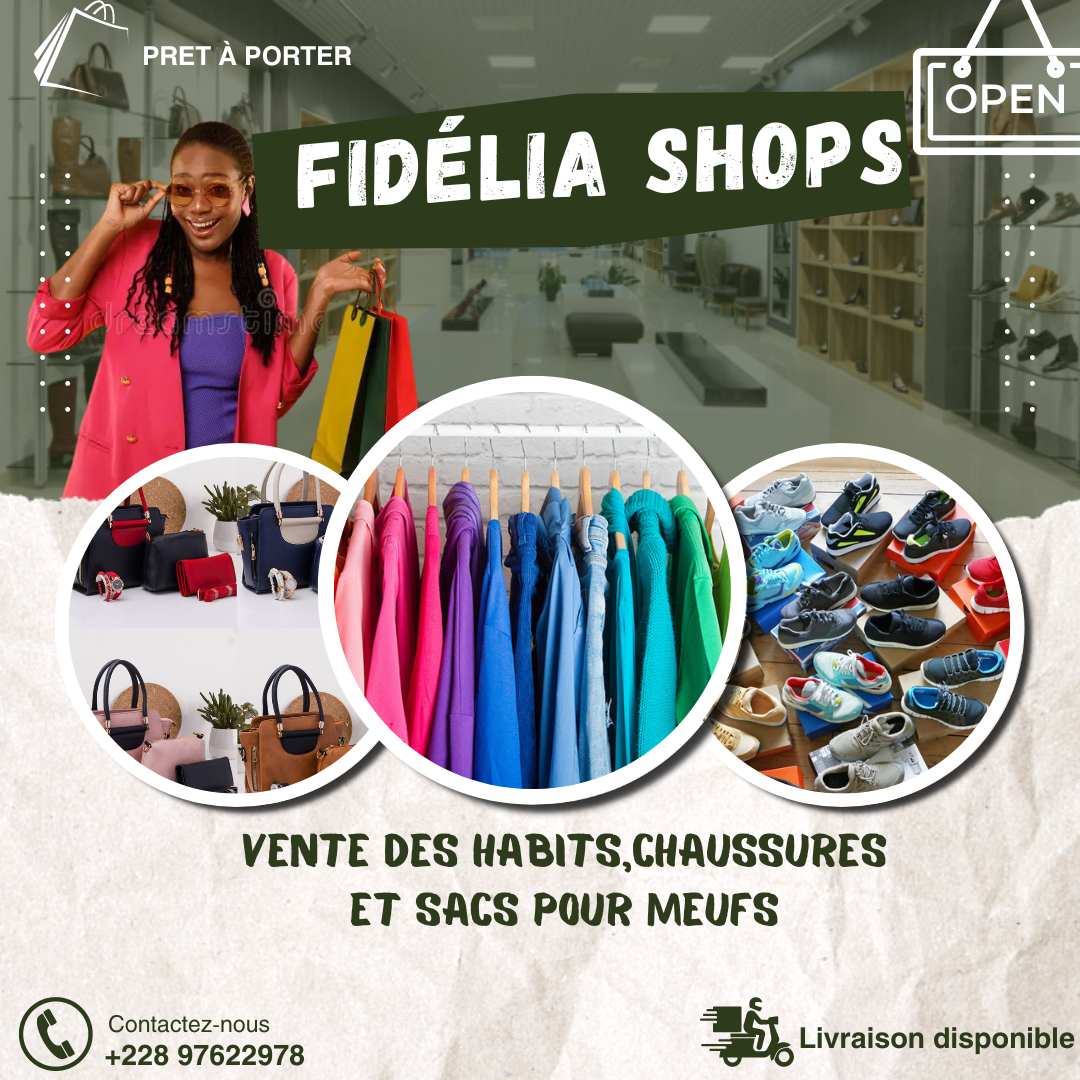 PRET À PORTER
OPEN
FIDÉLIA SHOPS
dreamstime
VENTE DES HABITS,CHAUSSURES
ET SACS POUR MEUFS
Contactez-nous
+228 97622978
Livraison disponible